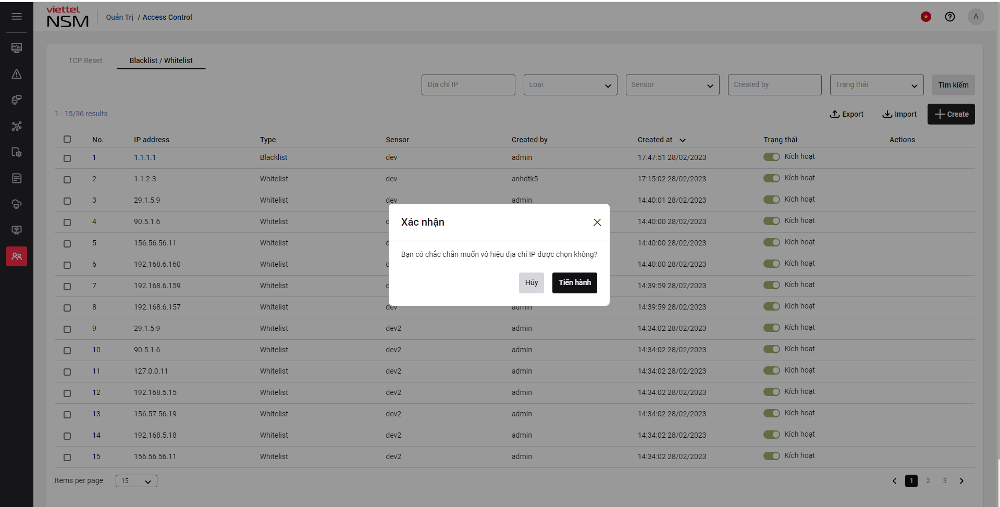 viettel
NSM
Quản Trị / Access Control
A
TCP Reset
Blacklist / Whitelist
Địa chỉ IP
Loại
Sensor
Created by
Trạng thái
Tìm kiếm
1 - 15/36 results
Export
Import
Create
No. IP address Type Sensor Created by Created at Trạng thái Actions
1 1.1.1.1 Blacklist dev admin 17:47:51 28/02/2023 Kích hoạt
2 1.1.2.3 Whitelist dev anhdtk5 17:15:02 28/02/2023 Kích hoạt
3 29.1.5.9 Whitelist dev admin 14:40:01 28/02/2023 Kích hoạt
4 90.5.1.6 Whitelist 14:40:00 28/02/2023 Kích hoạt
5 156.56.56.11 Whitelist 14:40:00 28/02/2023 Kích hoạt
6 192.168.6.160 Whitelist 14:40:00 28/02/2023 Kích hoạt
7 192.168.6.159 Whitelist 14:39:59 28/02/2023 Kích hoạt
8 192.168.6.157 Whitelist dev admin 14:39:59 28/02/2023 Kích hoạt
9 29.1.5.9 Whitelist dev2 admin 14:34:02 28/02/2023 Kích hoạt
10 90.5.1.6 Whitelist dev2 admin 14:34:02 28/02/2023 Kích hoạt
11 127.0.0.11 Whitelist dev2 admin 14:34:02 28/02/2023 Kích hoạt
12 192.168.5.15 Whitelist dev2 admin 14:34:02 28/02/2023 Kích hoạt
13 156.57.56.19 Whitelist dev2 admin 14:34:02 28/02/2023 Kích hoạt
14 192.168.5.18 Whitelist dev2 admin 14:34:02 28/02/2023 Kích hoạt
15 156.56.56.11 Whitelist dev2 admin 14:34:02 28/02/2023 Kích hoạt
Xác nhận
Bạn có chắc chắn muốn vô hiệu địa chỉ IP được chọn không?
Hủy
Tiến hành
Items per page 15
1 2 3